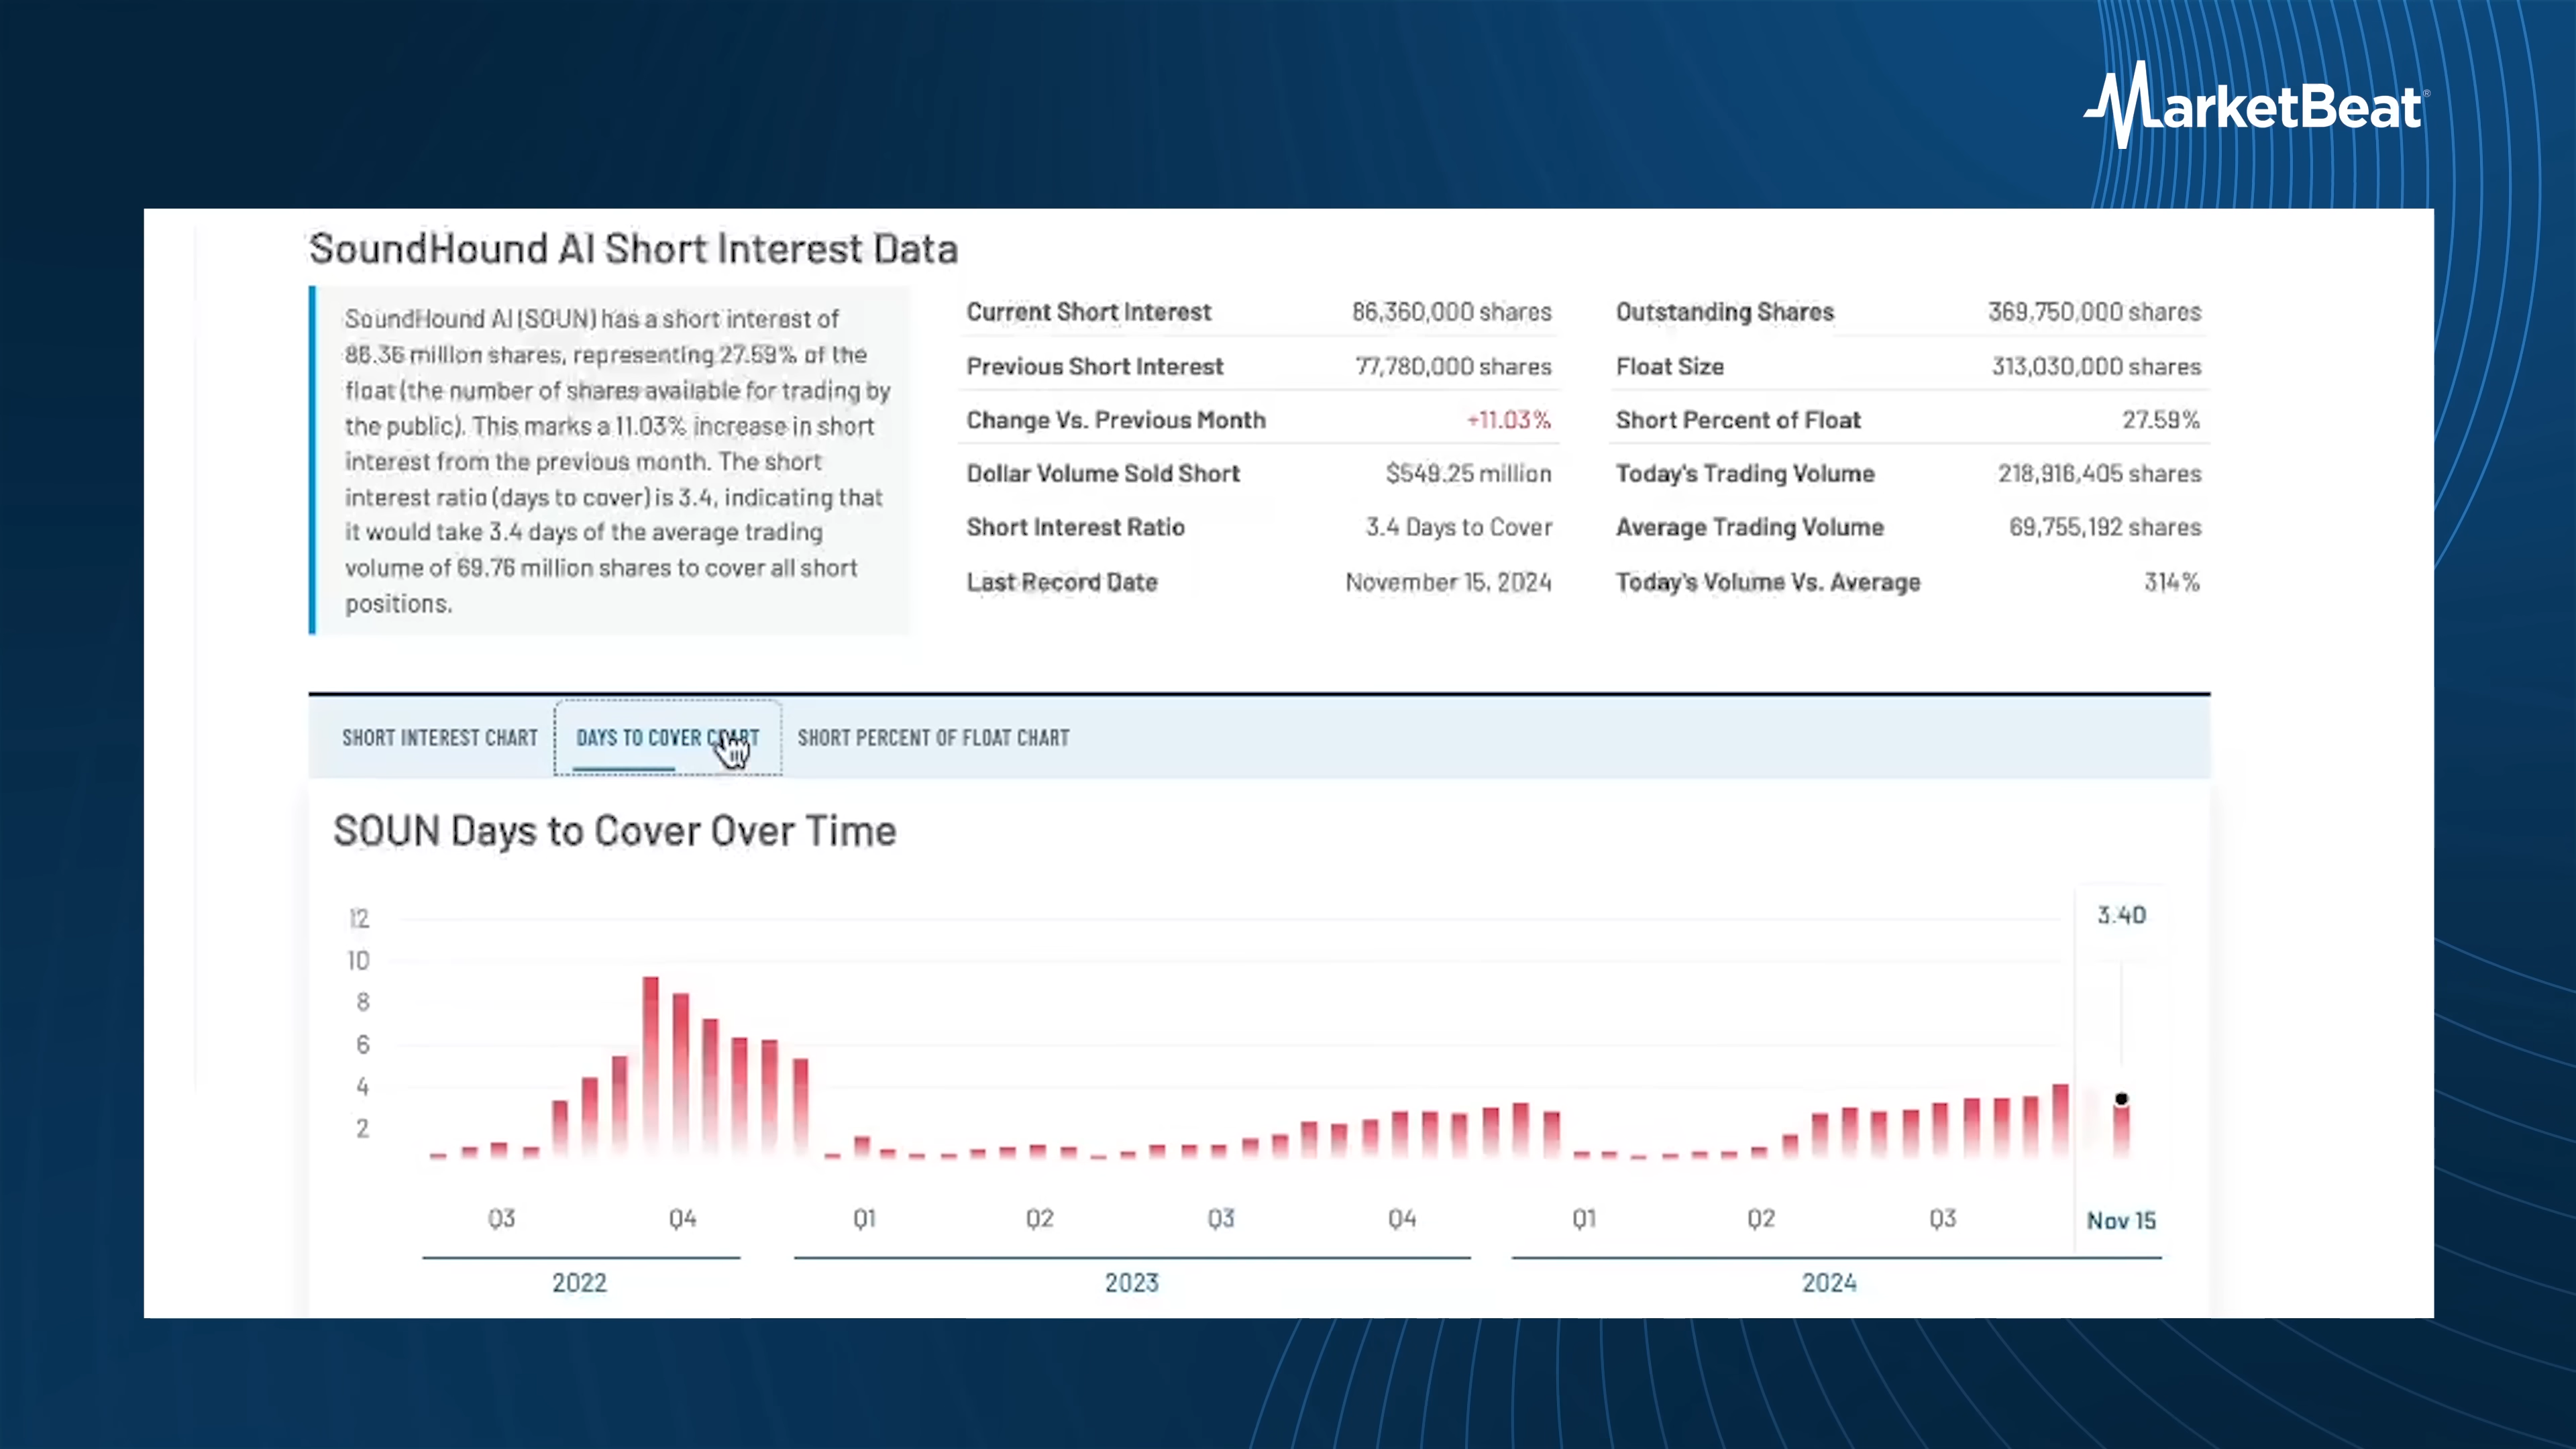 MarketBeat®
SoundHound AI Short Interest Data
SoundHound AI (SOUN) has a short interest of
86.36 million shares, representing 27.59% of the
float (the number of shares available for trading by
the public). This marks a 11.03% increase in short
interest from the previous month. The short
interest ratio (days to cover) is 3.4, indicating that
it would take 3.4 days of the average trading
volume of 69.76 million shares to cover all short
positions.
Current Short Interest 86,360,000 shares
Previous Short Interest 77,780,000 shares
Change Vs. Previous Month +11.03%
Dollar Volume Sold Short $549.25 million
Short Interest Ratio 3.4 Days to Cover
Last Record Date November 15, 2024
Outstanding Shares 369,750,000 shares
Float Size 313,030,000 shares
Short Percent of Float 27.59%
Today's Trading Volume 218,916,405 shares
Average Trading Volume 69,755,192 shares
Today's Volume Vs. Average 314%
SHORT INTEREST CHART DAYS TO COVER CHART SHORT PERCENT OF FLOAT CHART
SOUN Days to Cover Over Time
12
10
8
6
4
2
3.40
Q3 Q4 Q1 Q2 Q3 Q4 Q1 Q2 Q3 Nov 15
2022 2023 2024